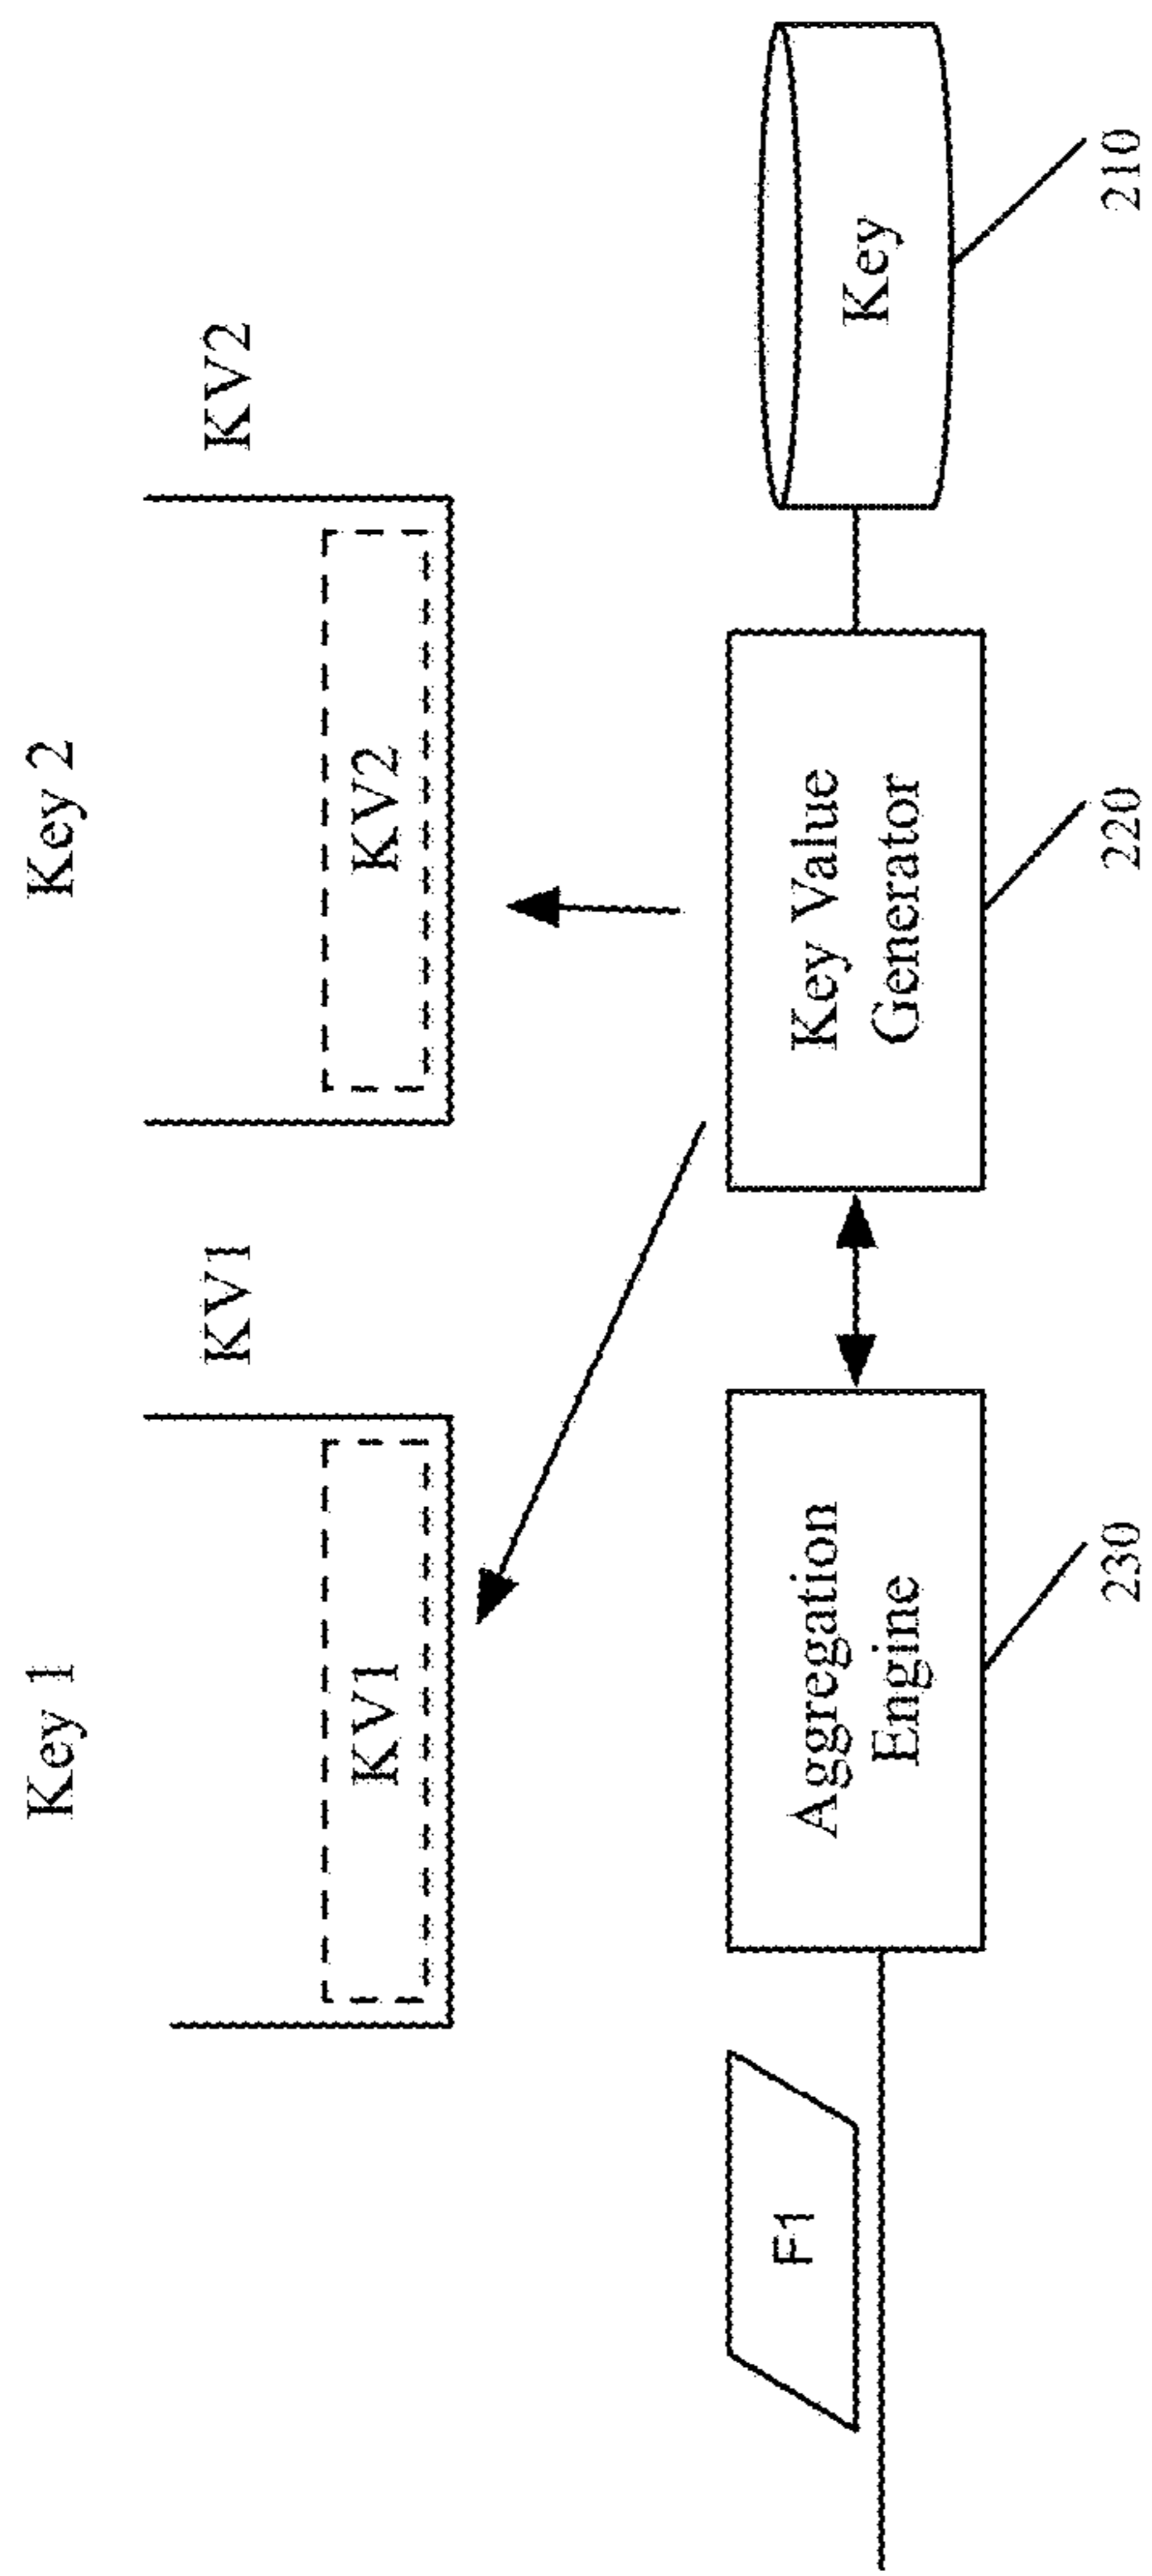 Key 1
Key 2
KV1
KV2
KV1
KV2
F1
Aggregation
Engine
Key Value
Generator
Key
230
220
210